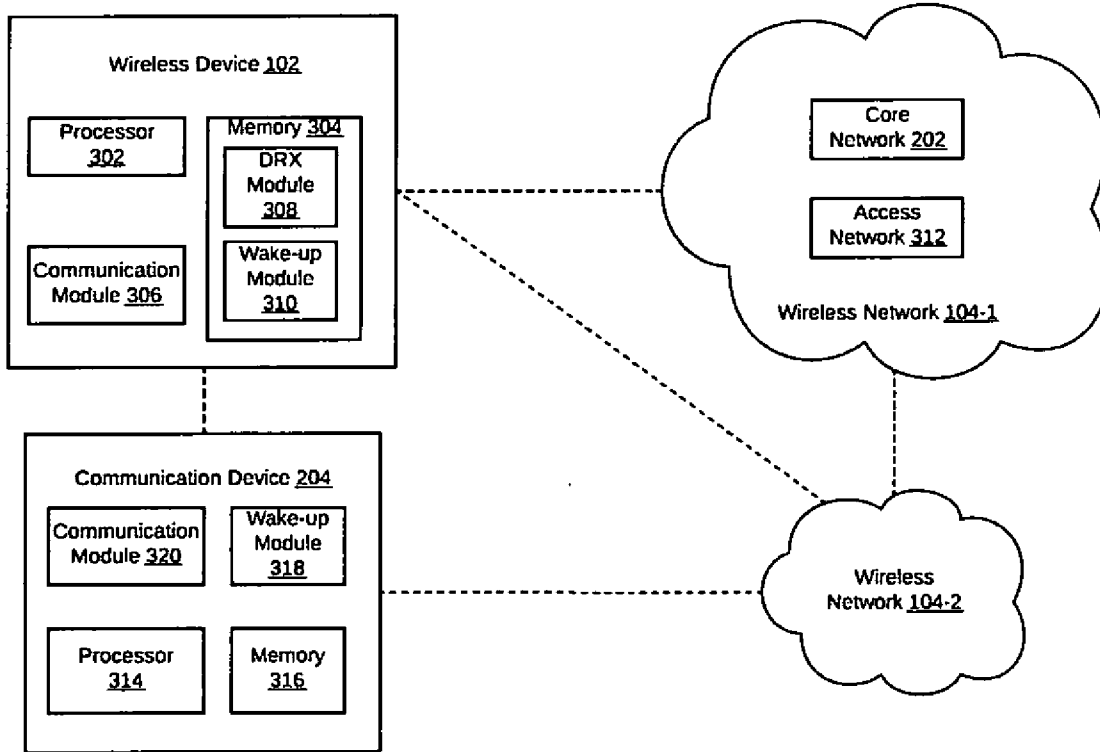 Wireless Device 102
Processor
302
Memory 304
DRX
Module
308
Communication
Module 306
Wake-up
Module
310
Core
Network 202
Access
Network 312
Wireless Network 104-1
Communication Device 204
Communication
Module 320
Wake-up
Module
318
Processor
314
Memory
316
Wireless
Network 104-2